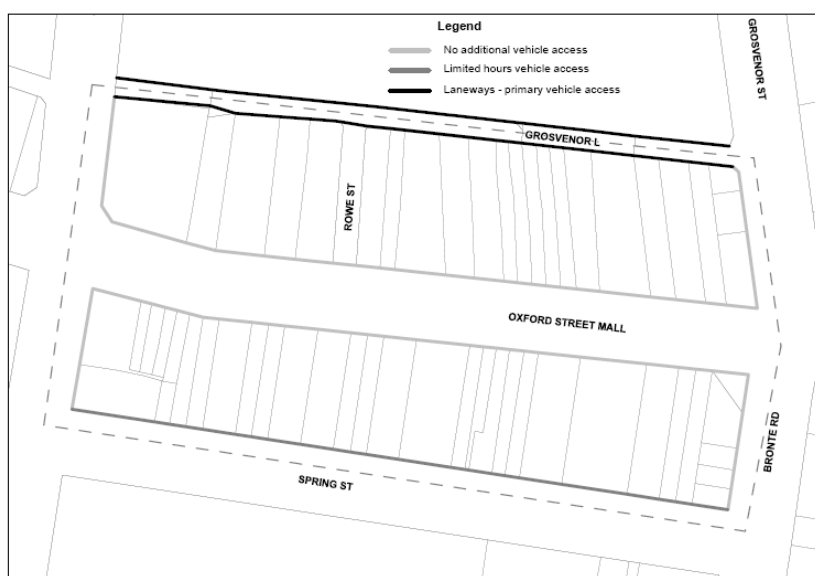 Legend
No additional vehicle access
Limited hours vehicle access
Laneways - primary vehicle access
GROSVENOR ST
GROSVENOR L
ROWE ST
OXFORD STREET MALL
BRONTE RD
SPRING ST